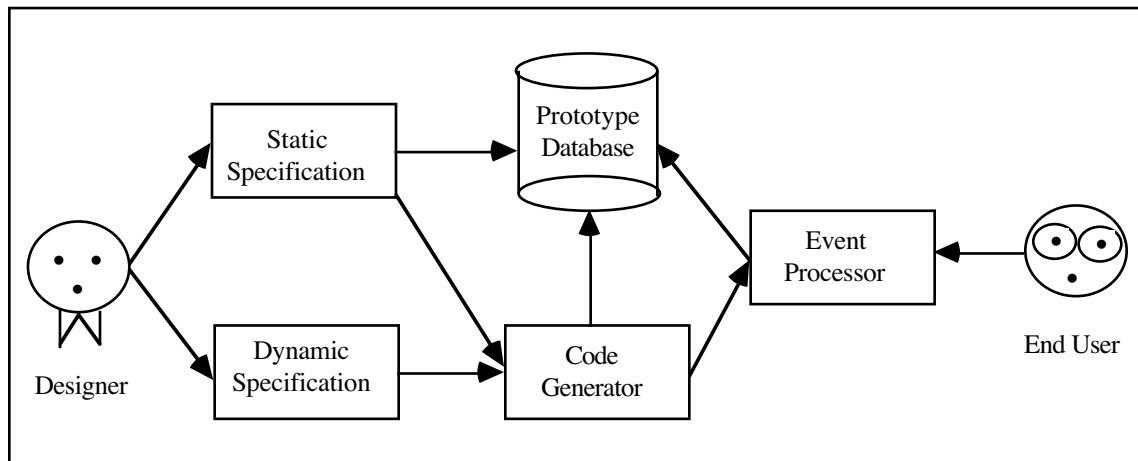 Static
Specification
Prototype
Database
Event
Processor
Dynamic
Specification
Code
Generator
Designer
End User